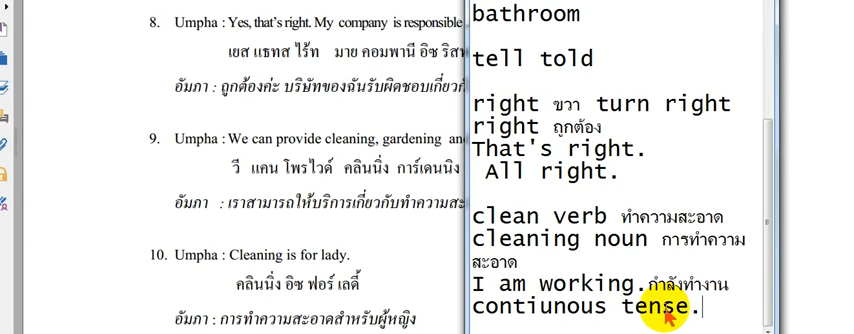 8. Umpha : Yes, that's right. My company is responsible
เยส แธทส ไร้ท มาย คอมพานี อิซ
อัมภา : ถูกต้องค่ะ บริษัทของฉันรับผิดชอบเกี่ยวกั
9. Umpha : We can provide cleaning, gardening
วี แคน โพรไวด์ คลินนิ่ง การ์เดนนิง
อัมภา : เราสามารถให้บริการเกี่ยวกับทำความสะ
10. Umpha : Cleaning is for lady.
คลินนิ่ง อิซ ฟอร์ เลดี้
อัมภา : การทำความสะอาดสำหรับผู้หญิง
bathroom
tell told
right ขวา turn right
right ถูกต้อง
That's right.
All right.
clean verb ทำความสะอาด
cleaning noun การทำความ
สะอาด
I am working.กำลังทำงาน
contiunous tense.